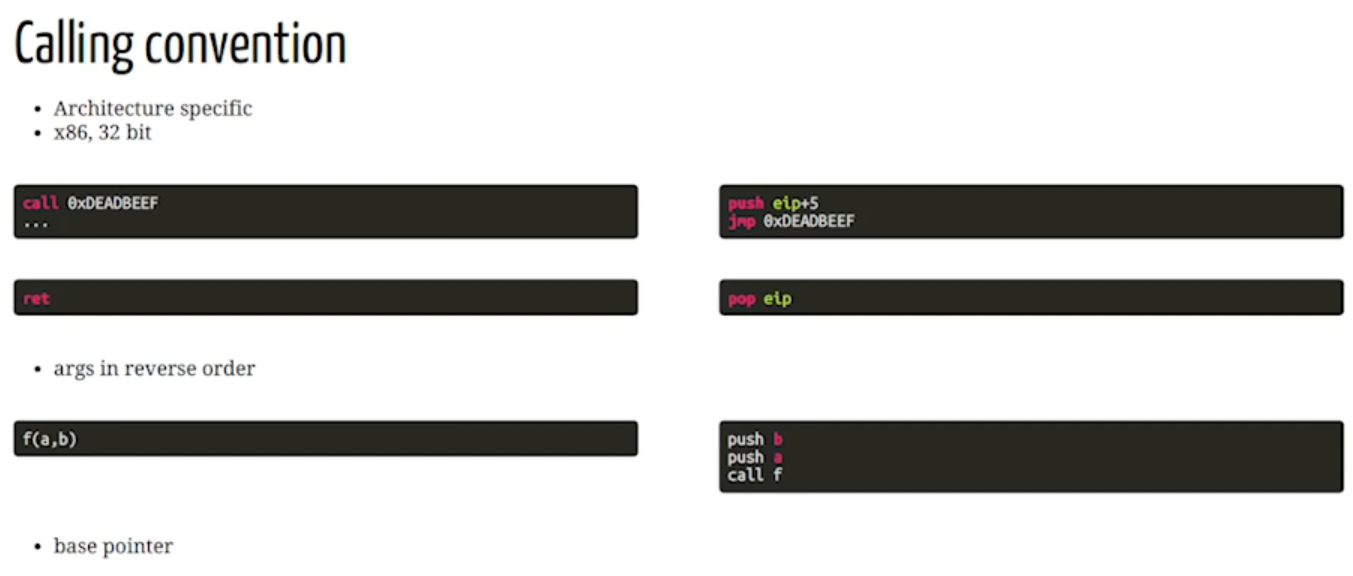 Calling convention
• Architecture specific
• x86, 32 bit
call 0xDEADBEEF
...
push eip+5
jmp 0xDEADBEEF
ret
pop eip
• args in reverse order
f(a,b)
push b
push a
call f
• base pointer